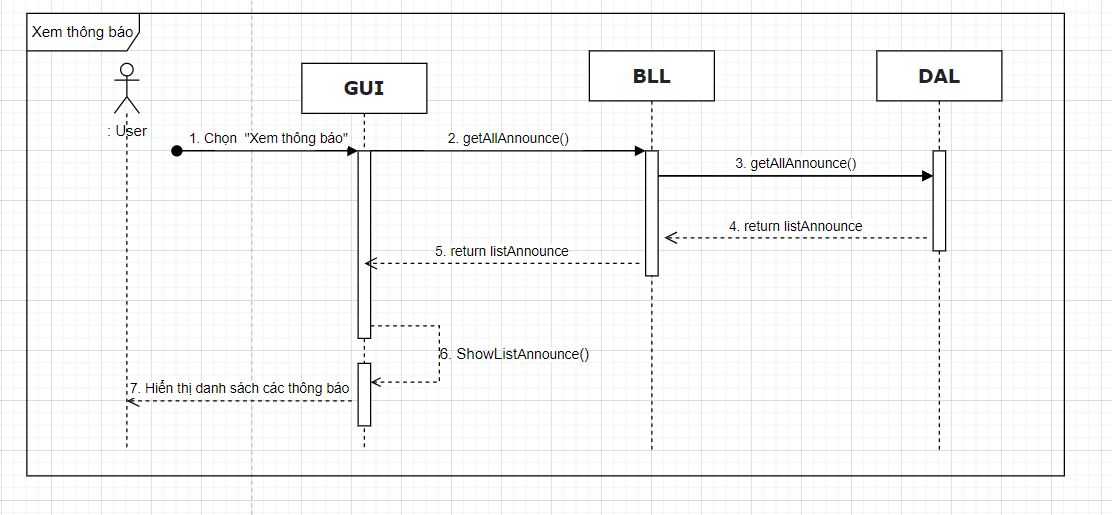 Xem thông báo
GUI
BLL
DAL
: User
1. Chọn "Xem thông báo"
2. getAllAnnounce()
3. getAllAnnounce()
4. return listAnnounce
5. return listAnnounce
6. ShowListAnnounce()
7. Hiển thị danh sách các thông báo